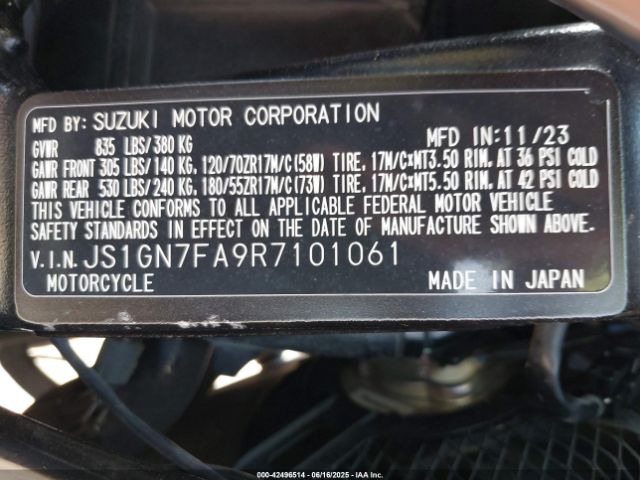 MFD BY: SUZUKI MOTOR CORPORATION
GVWR 835 LBS/380 KG MFD IN:11/23
GAWR FRONT 305 LBS/140 KG, 120/70ZR17M/C(58W) TIRE, 17M/C×MT3.50 RIM. AT 36 PSI COLD
GAWR REAR 530 LBS/240 KG, 180/55ZR17M/C(73W) TIRE, 17M/C×MT5.50 RIM. AT 42 PSI COLD
THIS VEHICLE CONFORMS TO ALL APPLICABLE FEDERAL MOTOR VEHICLE
SAFETY STANDARDS IN EFFECT ON THE DATE OF MANUFACTURE SHOWN ABOVE.
V.I.N. JS1GN7FA9R7101061
MOTORCYCLE MADE IN JAPAN
000-42496514 - 06/16/2025 - IAA, Inc.